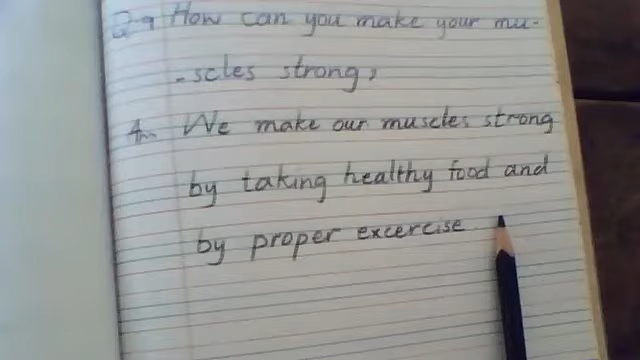 Q-9 How can you make your mu-
-scles strong?
A. We make our muscles strong
by taking healthy food and
by proper excercise